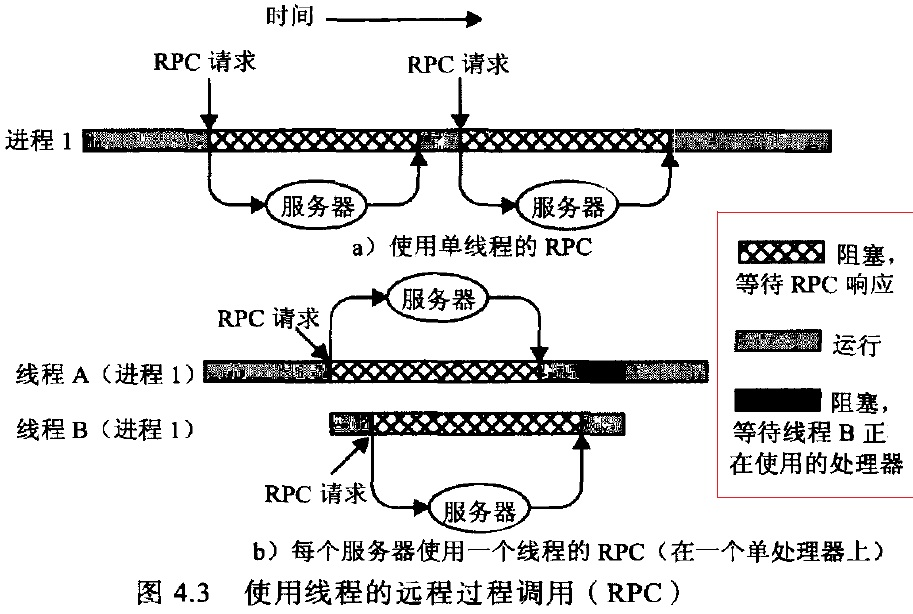 时间
RPC 请求
RPC 请求
进程 1
服务器
服务器
a）使用单线程的 RPC
服务器
RPC 请求
线程 A（进程 1）
线程 B（进程 1）
RPC 请求
服务器
b）每个服务器使用一个线程的 RPC（在一个单处理器上）
阻塞，
等待 RPC 响应
运行
阻塞，
等待线程 B 正
在使用的处理器
图 4.3 使用线程的远程过程调用（RPC）